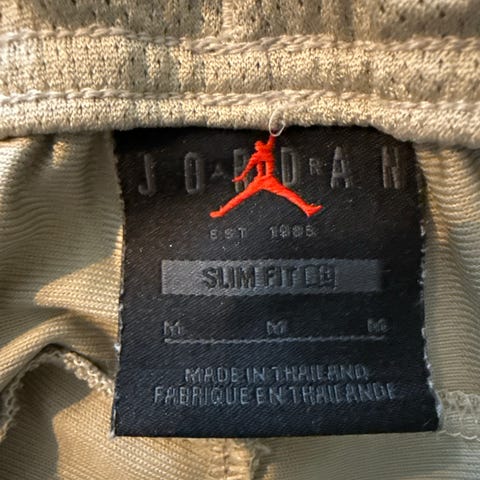 JORDAN
EST 1985
SLIM FIT
M M M
MADE IN THAILAND
FABRIQUE EN THAILANDE